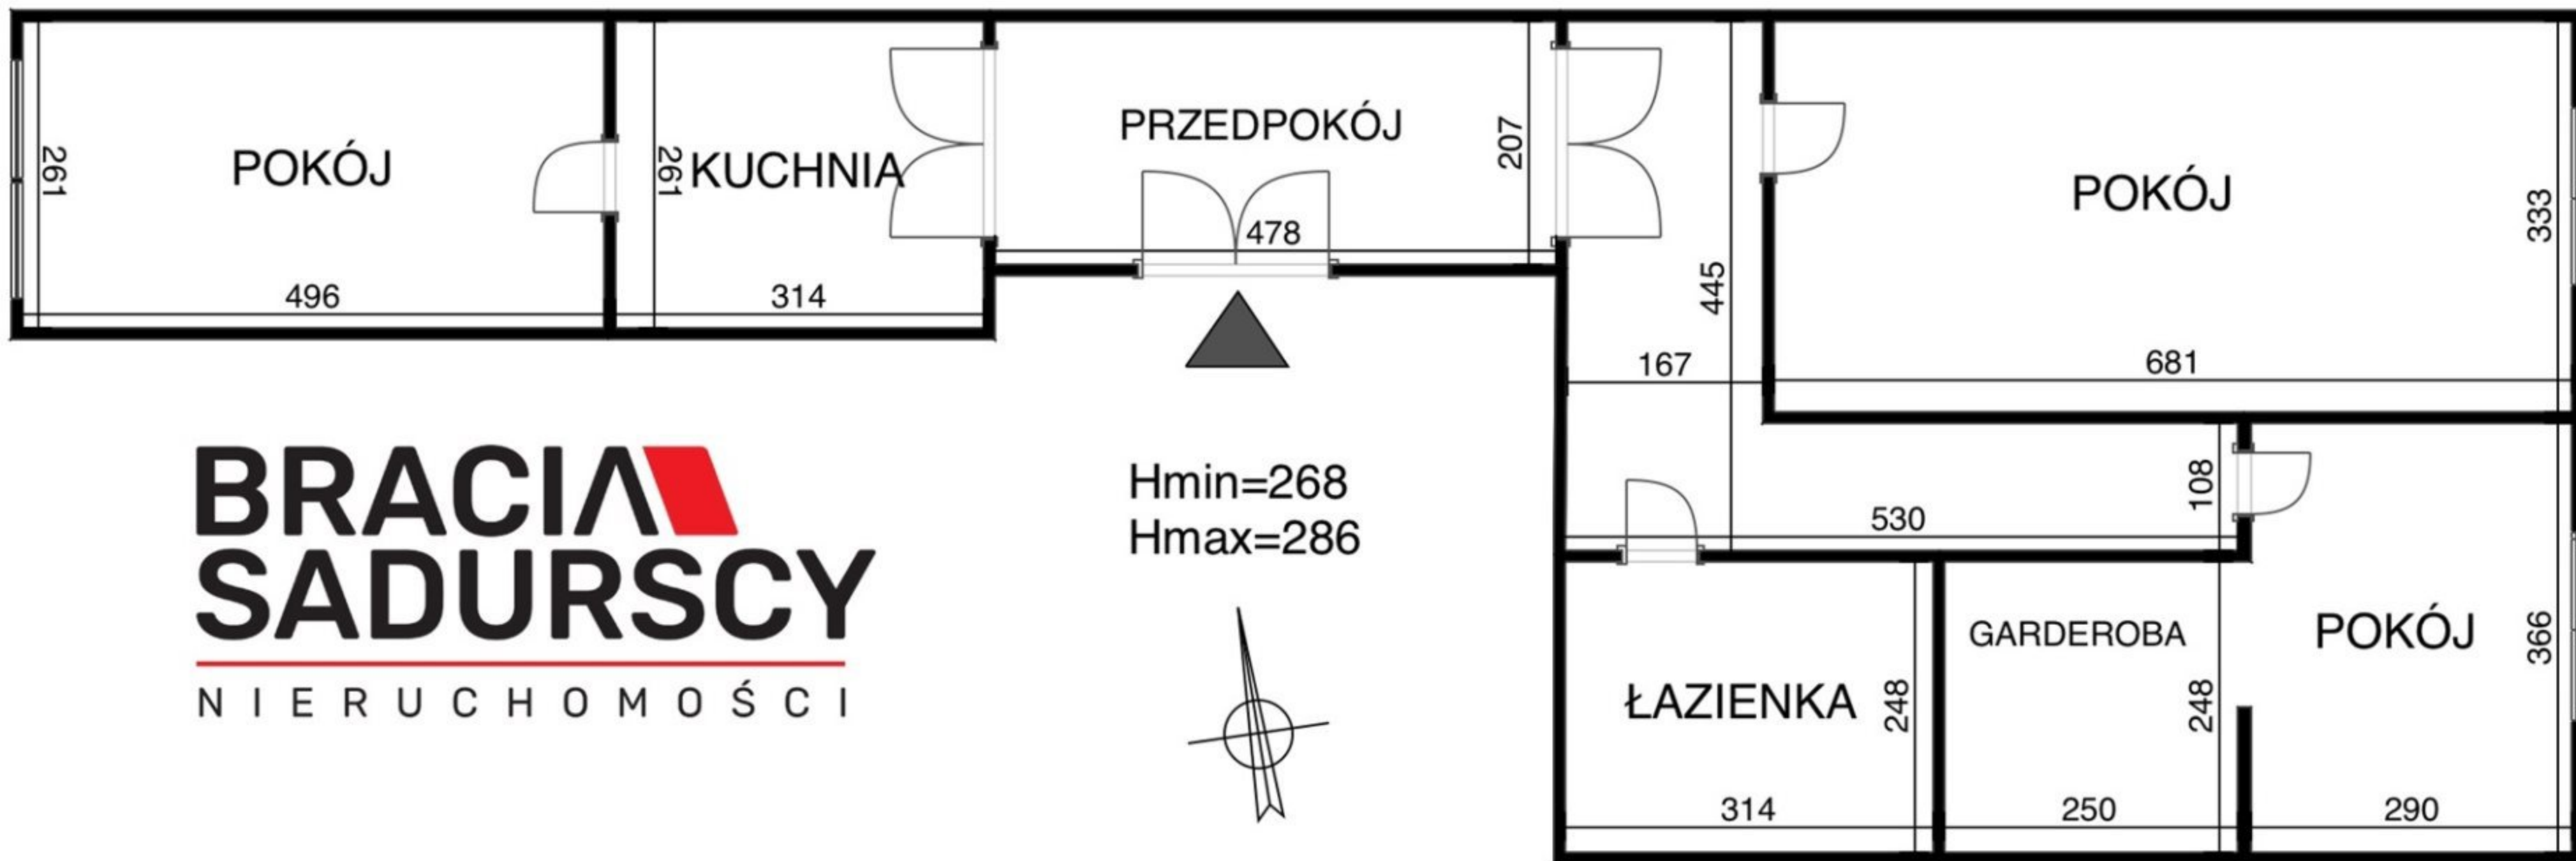 POKÓJ
261
496
261
KUCHNIA
314
PRZEDPOKÓJ
207
478
445
167
POKÓJ
333
681
108
530
ŁAZIENKA
248
314
GARDEROBA
248
250
POKÓJ
366
290
Hmin=268
Hmax=286
BRACIA
SADURSCY
NIERUCHOMOŚCI